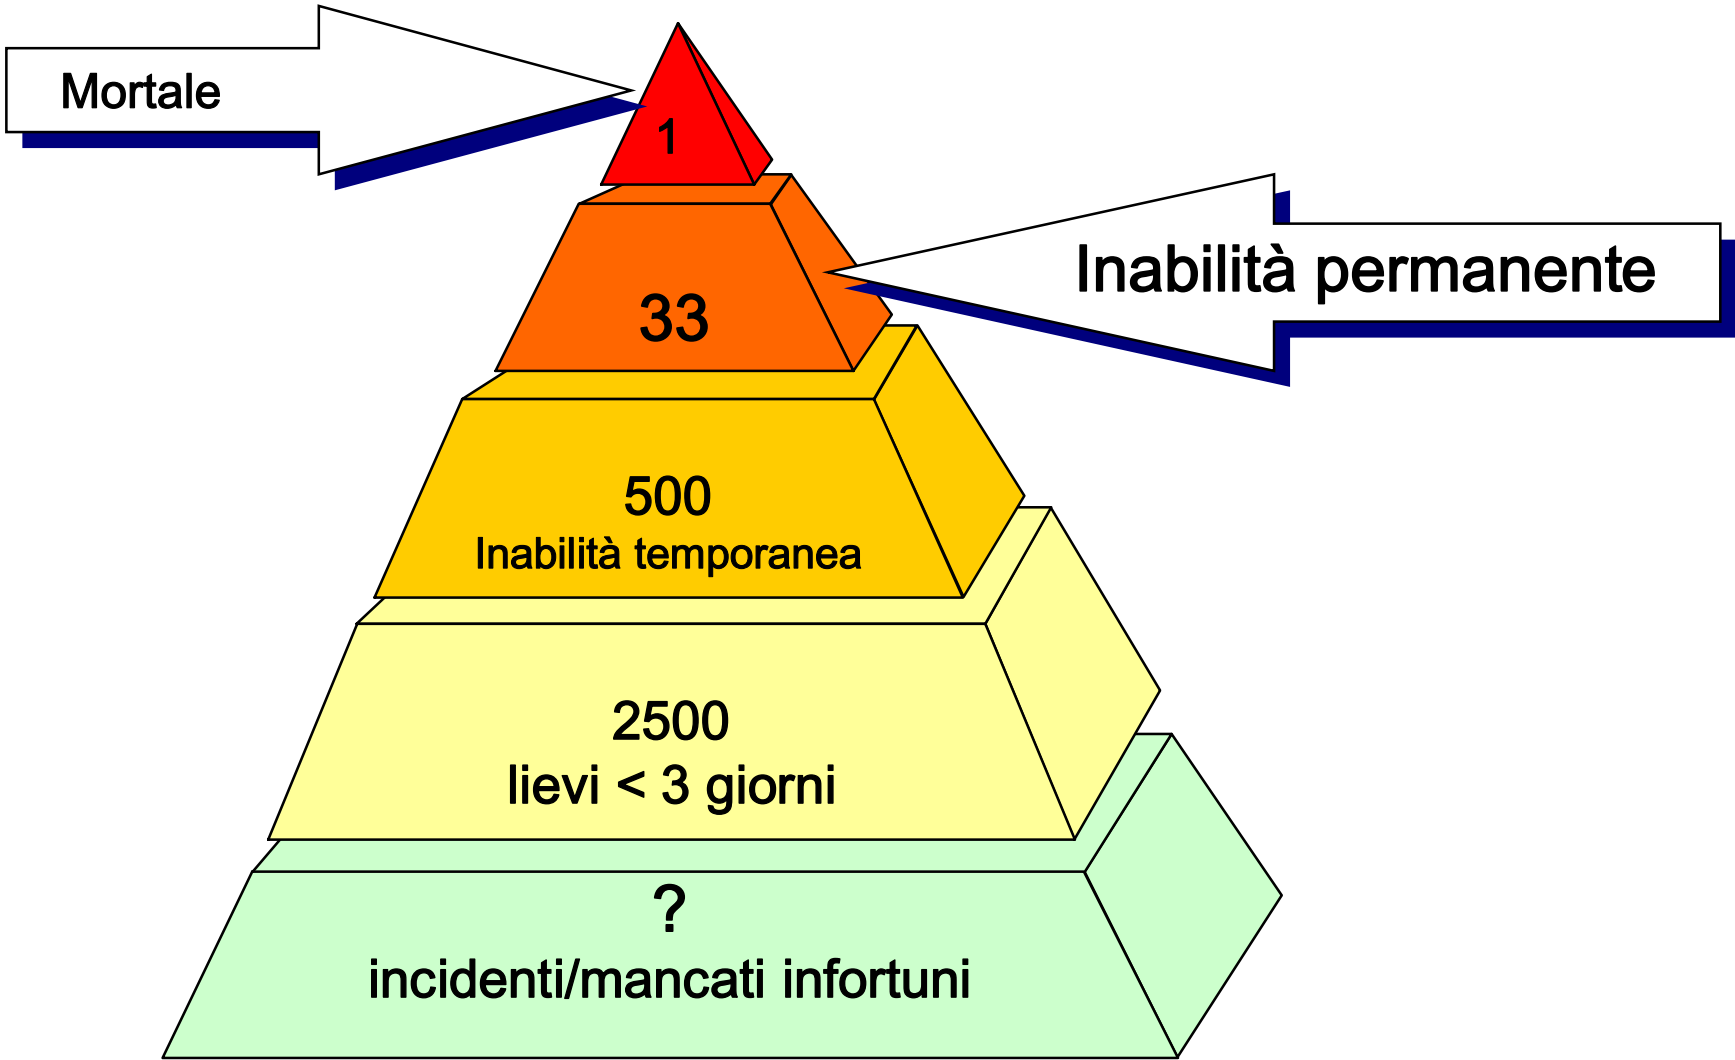 Mortale
1
Inabilità permanente
33
500
Inabilità temporanea
2500
lievi < 3 giorni
?
incidenti/mancati infortuni